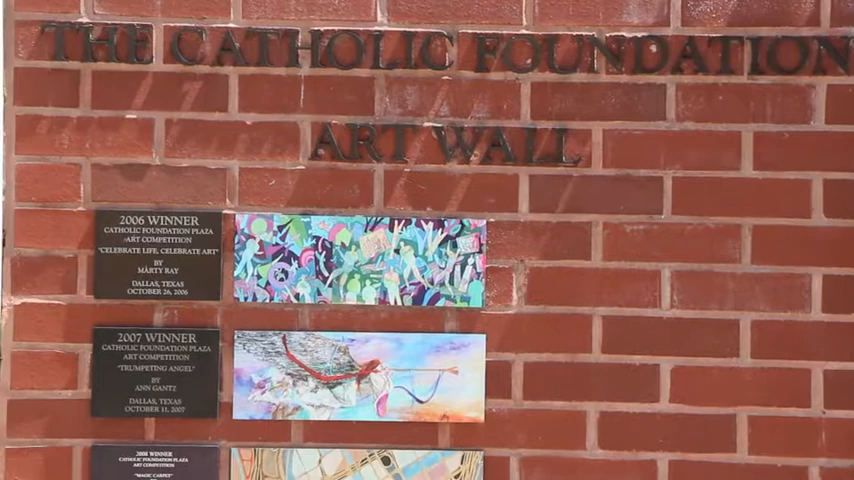 THE CATHOLIC FOUNDATION
ART WALL
2006 WINNER
CATHOLIC FOUNDATION PLAZA
ART COMPETITION
"CELEBRATE LIFE, CELEBRATE ART"
BY
MARTY RAY
DALLAS, TEXAS
OCTOBER 26, 2006
2007 WINNER
CATHOLIC FOUNDATION PLAZA
ART COMPETITION
"TRUMPETING ANGEL"
BY
ANN GANTZ
DALLAS, TEXAS
OCTOBER 11, 2007
2008 WINNER
CATHOLIC FOUNDATION PLAZA
ART COMPETITION
"MAGIC CARPET"